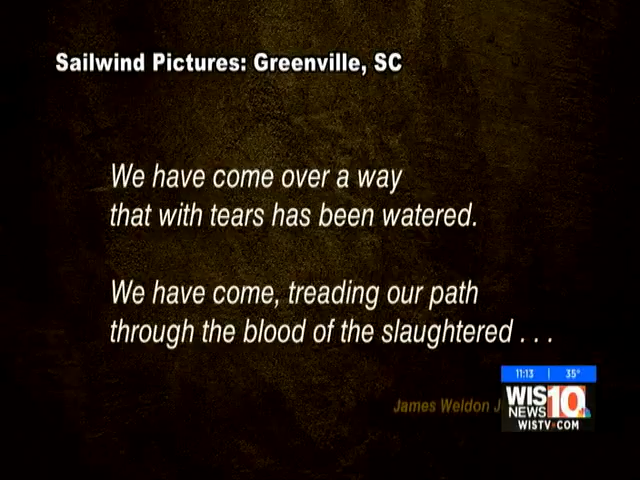 Sailwind Pictures: Greenville, SC
We have come over a way
that with tears has been watered.
We have come, treading our path
through the blood of the slaughtered . . .
James Weldon J
11:13 | 35°
WIS 10
NEWS
WISTV.COM